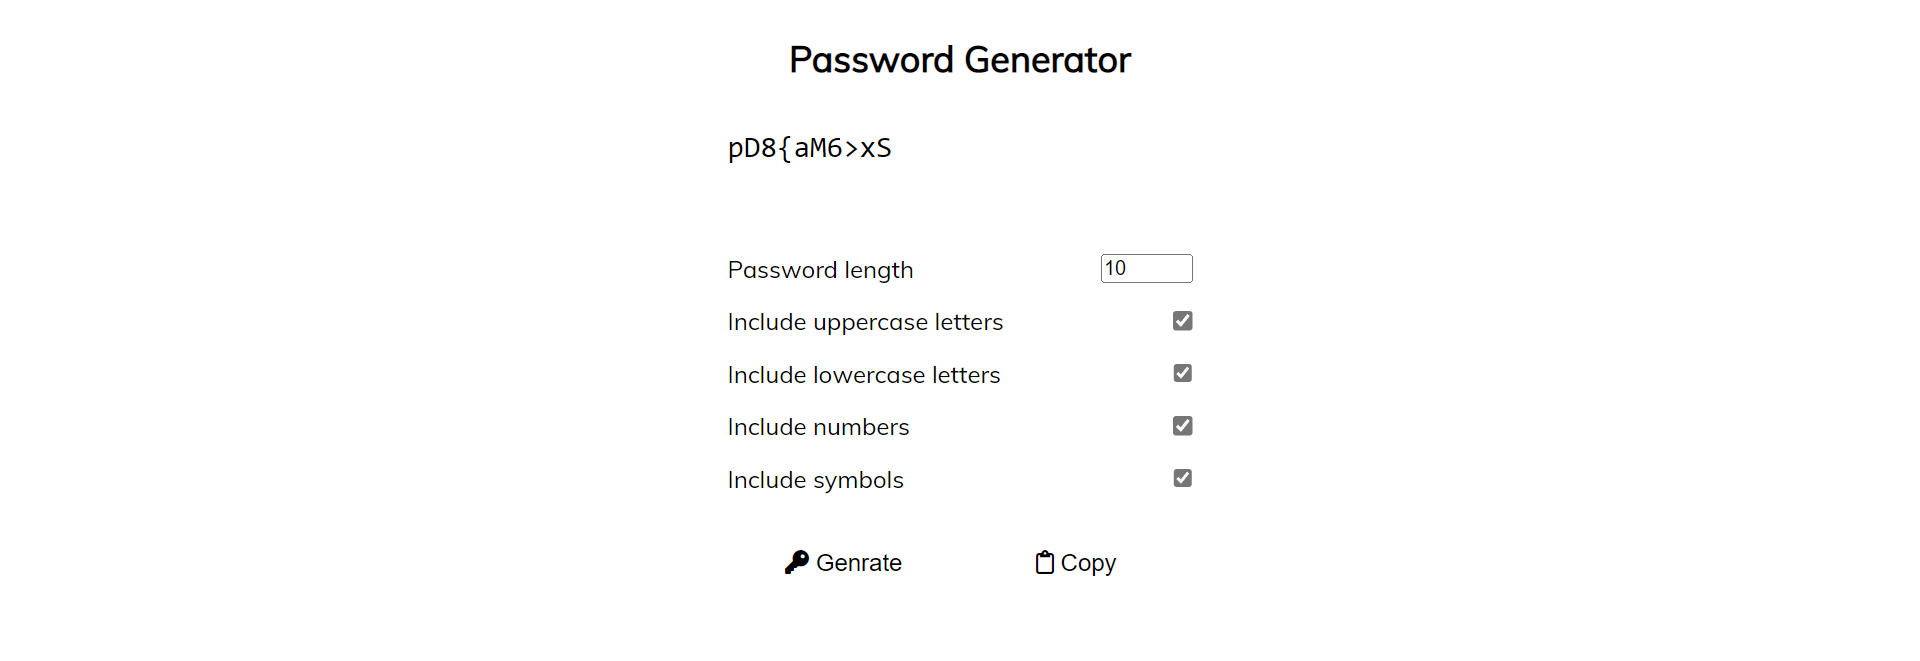 Password Generator
pD8{aM6>xS
Password length 10
Include uppercase letters
Include lowercase letters
Include numbers
Include symbols
Genrate Copy